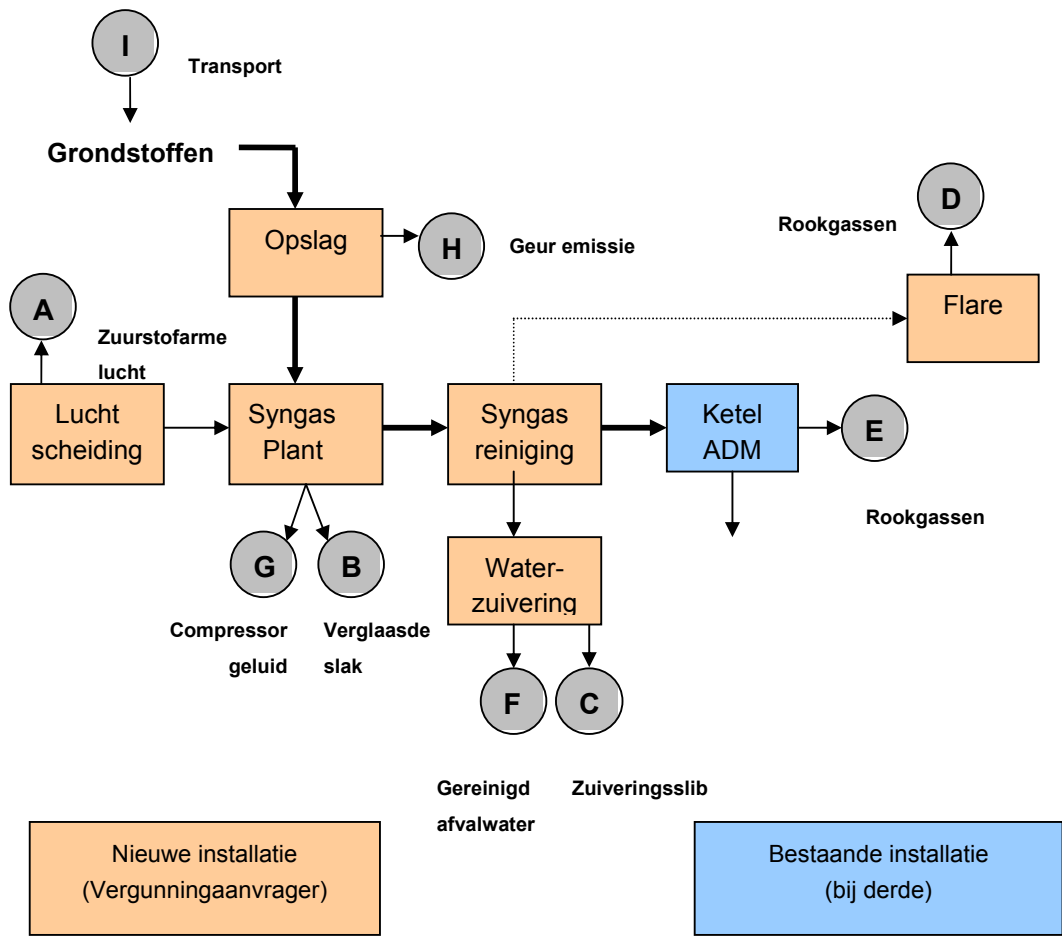 I
Transport
Grondstoffen
D
Opslag
H
Geur emissie
Rookgassen
Flare
A
Zuurstofarme
lucht
Lucht
scheiding
Syngas
Plant
Syngas
reiniging
Ketel
ADM
E
Rookgassen
G
B
Water-
zuivering
Compressor
geluid
Verglaasde
slak
F
C
Gereinigd
afvalwater
Zuiveringsslib
Nieuwe installatie
(Vergunningaanvrager)
Bestaande installatie
(bij derde)